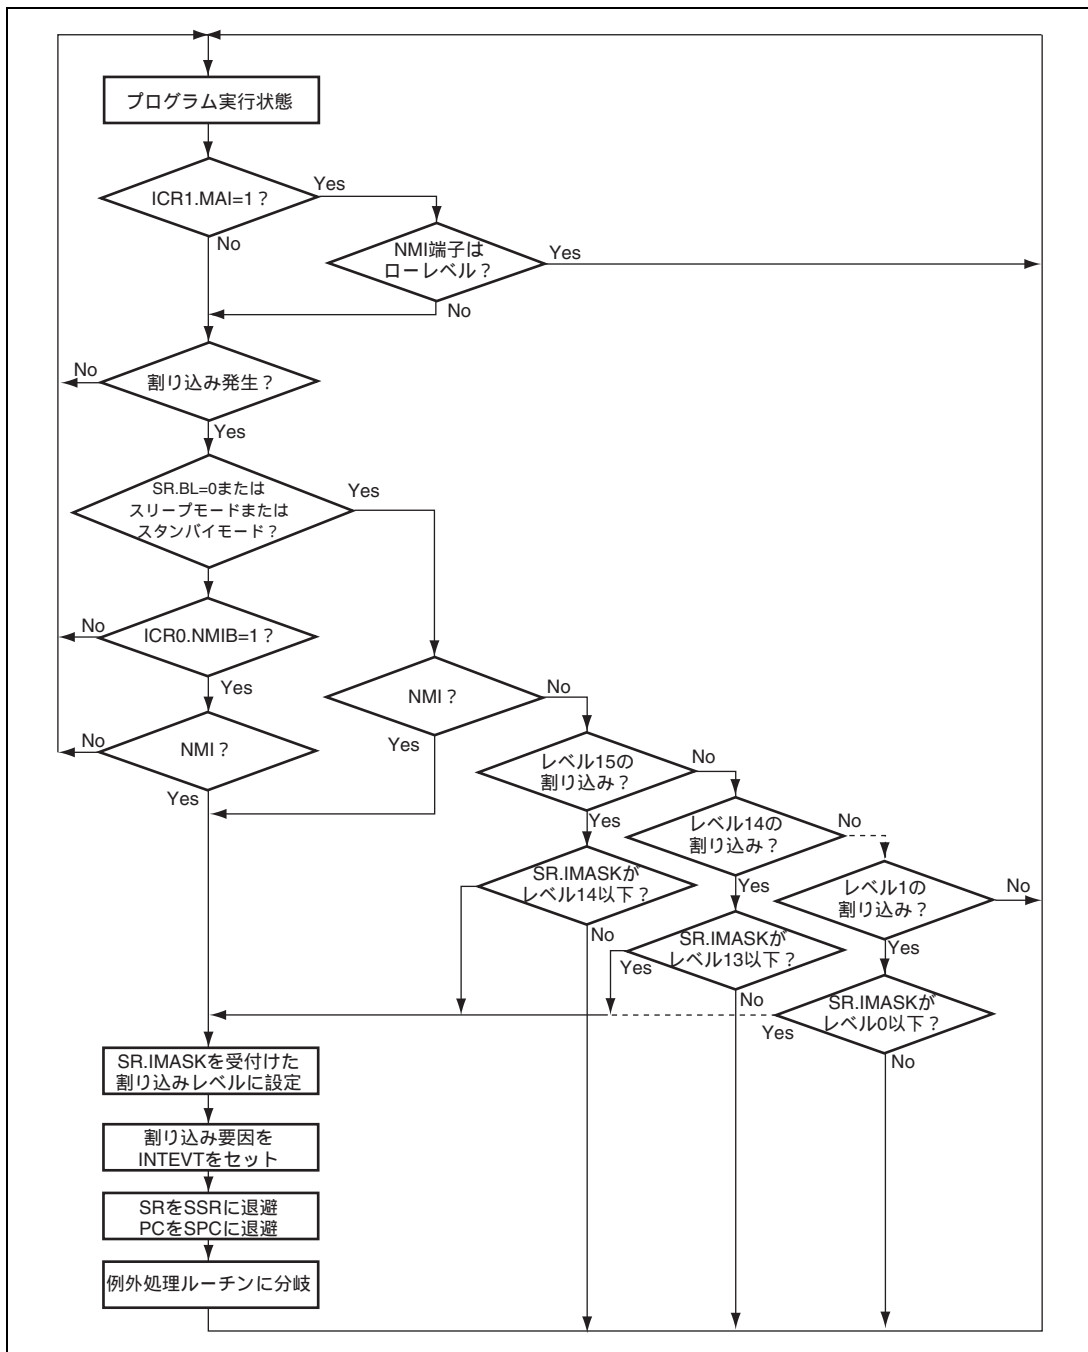 プログラム実行状態
ICR1.MAI=1？
Yes
No
NMI端子は
ローレベル？
Yes
No
割り込み発生？
No
Yes
SR.BL=0または
スリープモードまたは
スタンバイモード？
Yes
ICR0.NMIB=1？
No
Yes
NMI？
No
Yes
NMI？
No
Yes
レベル15の
割り込み？
No
Yes
レベル14の
割り込み？
No
Yes
レベル1の
割り込み？
No
Yes
SR.IMASKが
レベル14以下？
No
SR.IMASKが
レベル13以下？
Yes
No
SR.IMASKが
レベル0以下？
Yes
No
SR.IMASKを受付けた
割り込みレベルに設定
割り込み要因を
INTEVTをセット
SRをSSRに退避
PCをSPCに退避
例外処理ルーチンに分岐